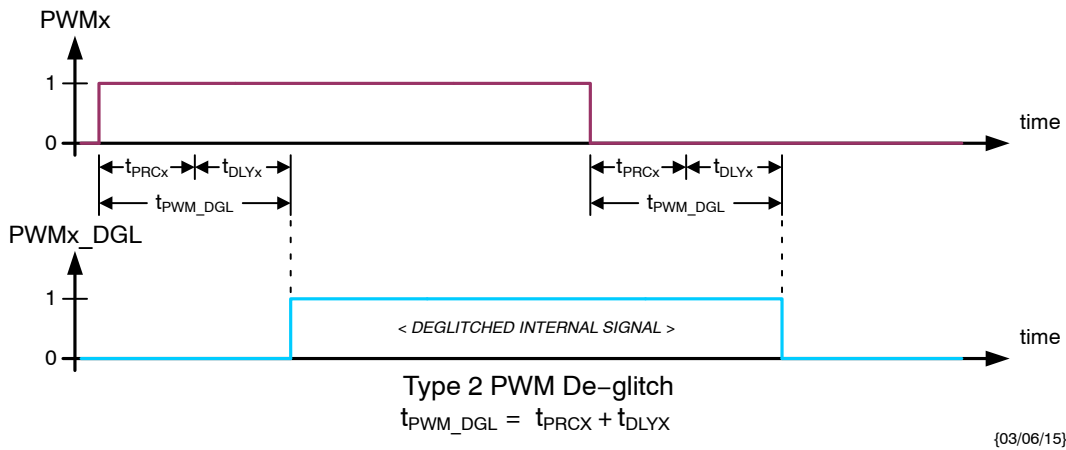 PWMx
1
0
time
tPRCx tDLYx tPRCx tDLYx
tPWM_DGL tPWM_DGL
PWMx_DGL
1
< DEGLITCHED INTERNAL SIGNAL >
0
time
Type 2 PWM De−glitch
tPWM_DGL = tPRCX + tDLYX
{03/06/15}